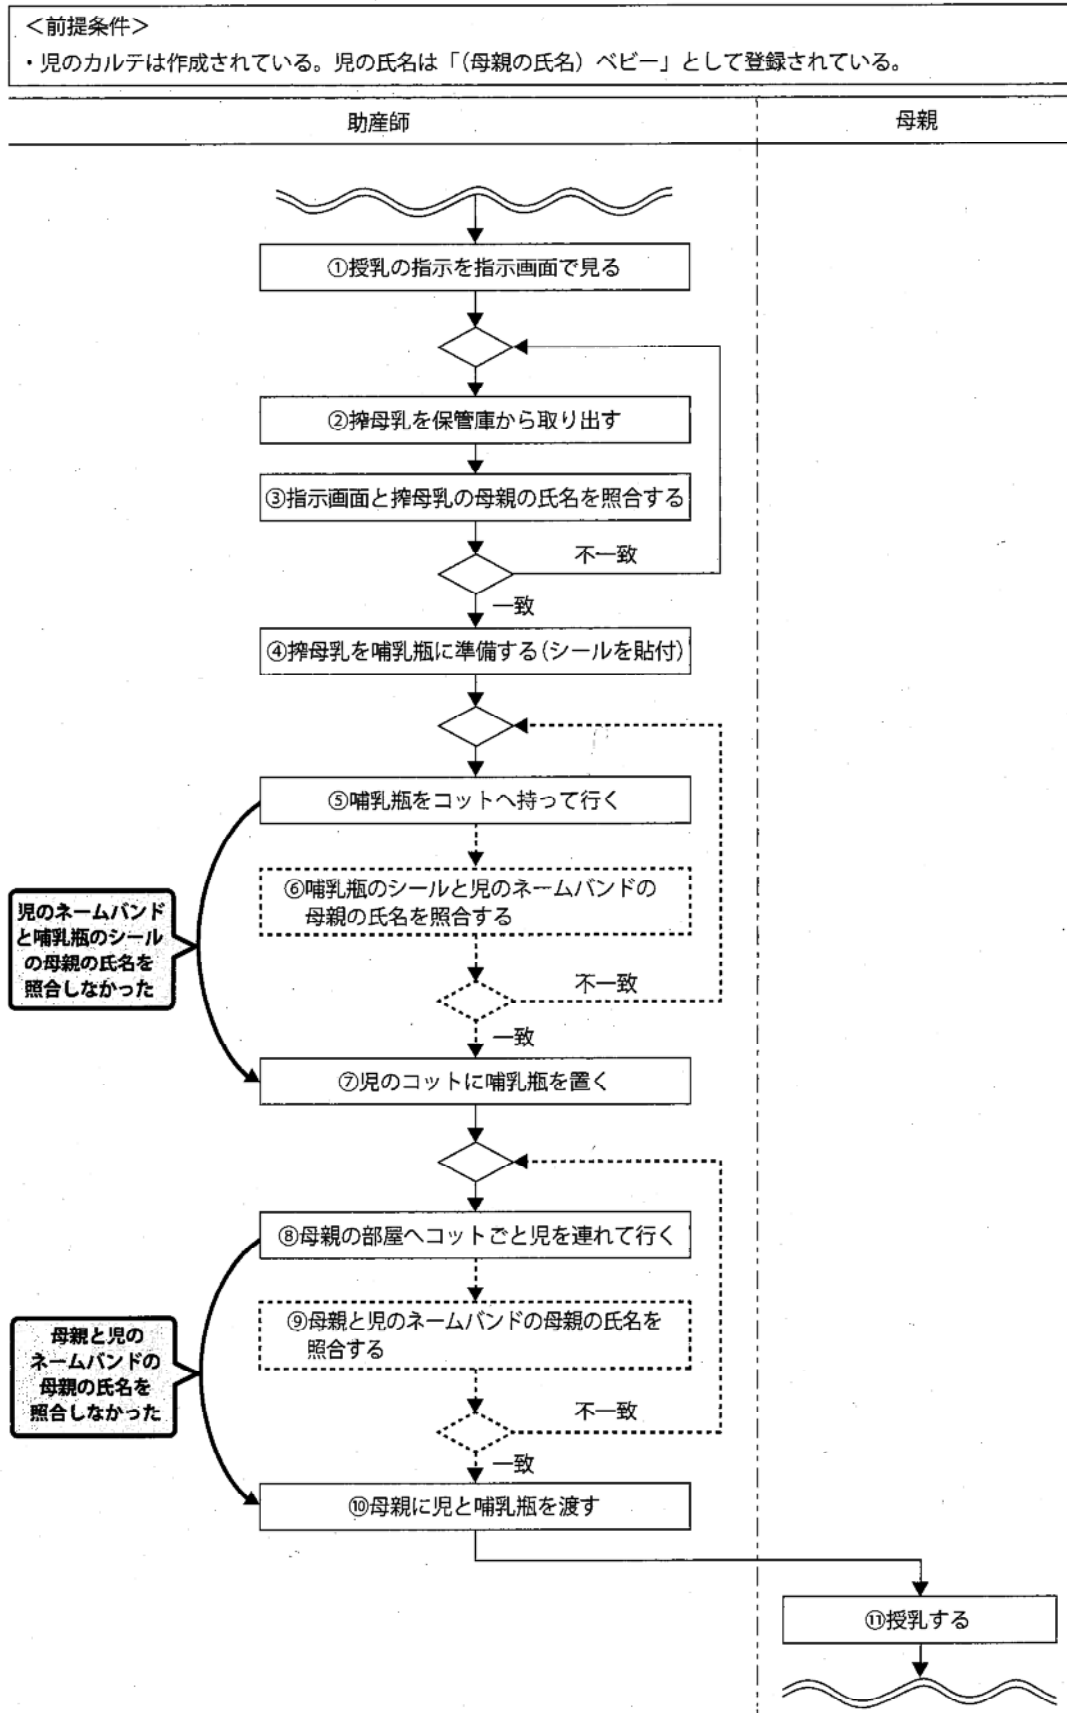 ＜前提条件＞
・児のカルテは作成されている。児の氏名は「(母親の氏名）ベビー」として登録されている。
助産師
母親
①授乳の指示を指示画面で見る
②搾母乳を保管庫から取り出す
③指示画面と搾母乳の母親の氏名を照合する
不一致
一致
④搾母乳を哺乳瓶に準備する(シールを貼付)
⑤哺乳瓶をコットへ持って行く
⑥哺乳瓶のシールと児のネームバンドの
母親の氏名を照合する
児のネームバンド
と哺乳瓶のシール
の母親の氏名を
照合しなかった
不一致
一致
⑦児のコットに哺乳瓶を置く
⑧母親の部屋へコットごと児を連れて行く
⑨母親と児のネームバンドの母親の氏名を
照合する
母親と児の
ネームバンドの
母親の氏名を
照合しなかった
不一致
一致
⑩母親に児と哺乳瓶を渡す
⑪授乳する